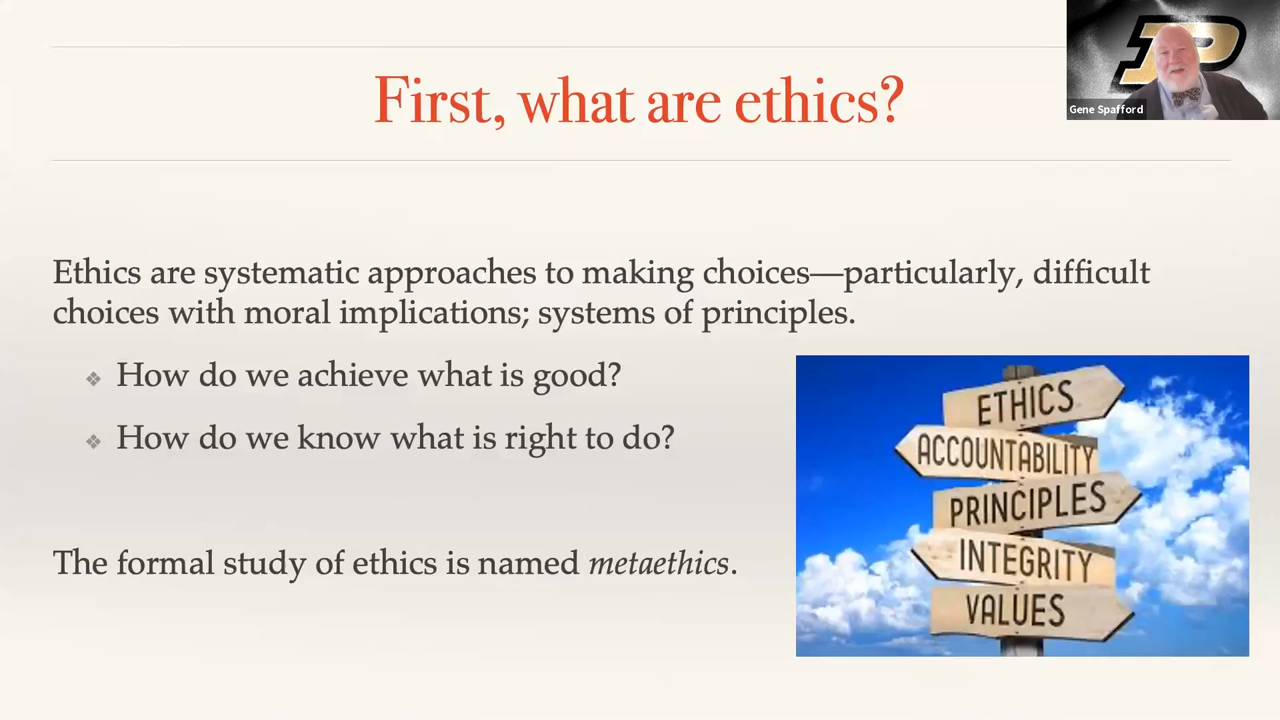 First, what are ethics?
Gene Spafford
Ethics are systematic approaches to making choices—particularly, difficult
choices with moral implications; systems of principles.
❖ How do we achieve what is good?
❖ How do we know what is right to do?
The formal study of ethics is named metaethics.
ETHICS
ACCOUNTABILITY
PRINCIPLES
INTEGRITY
VALUES